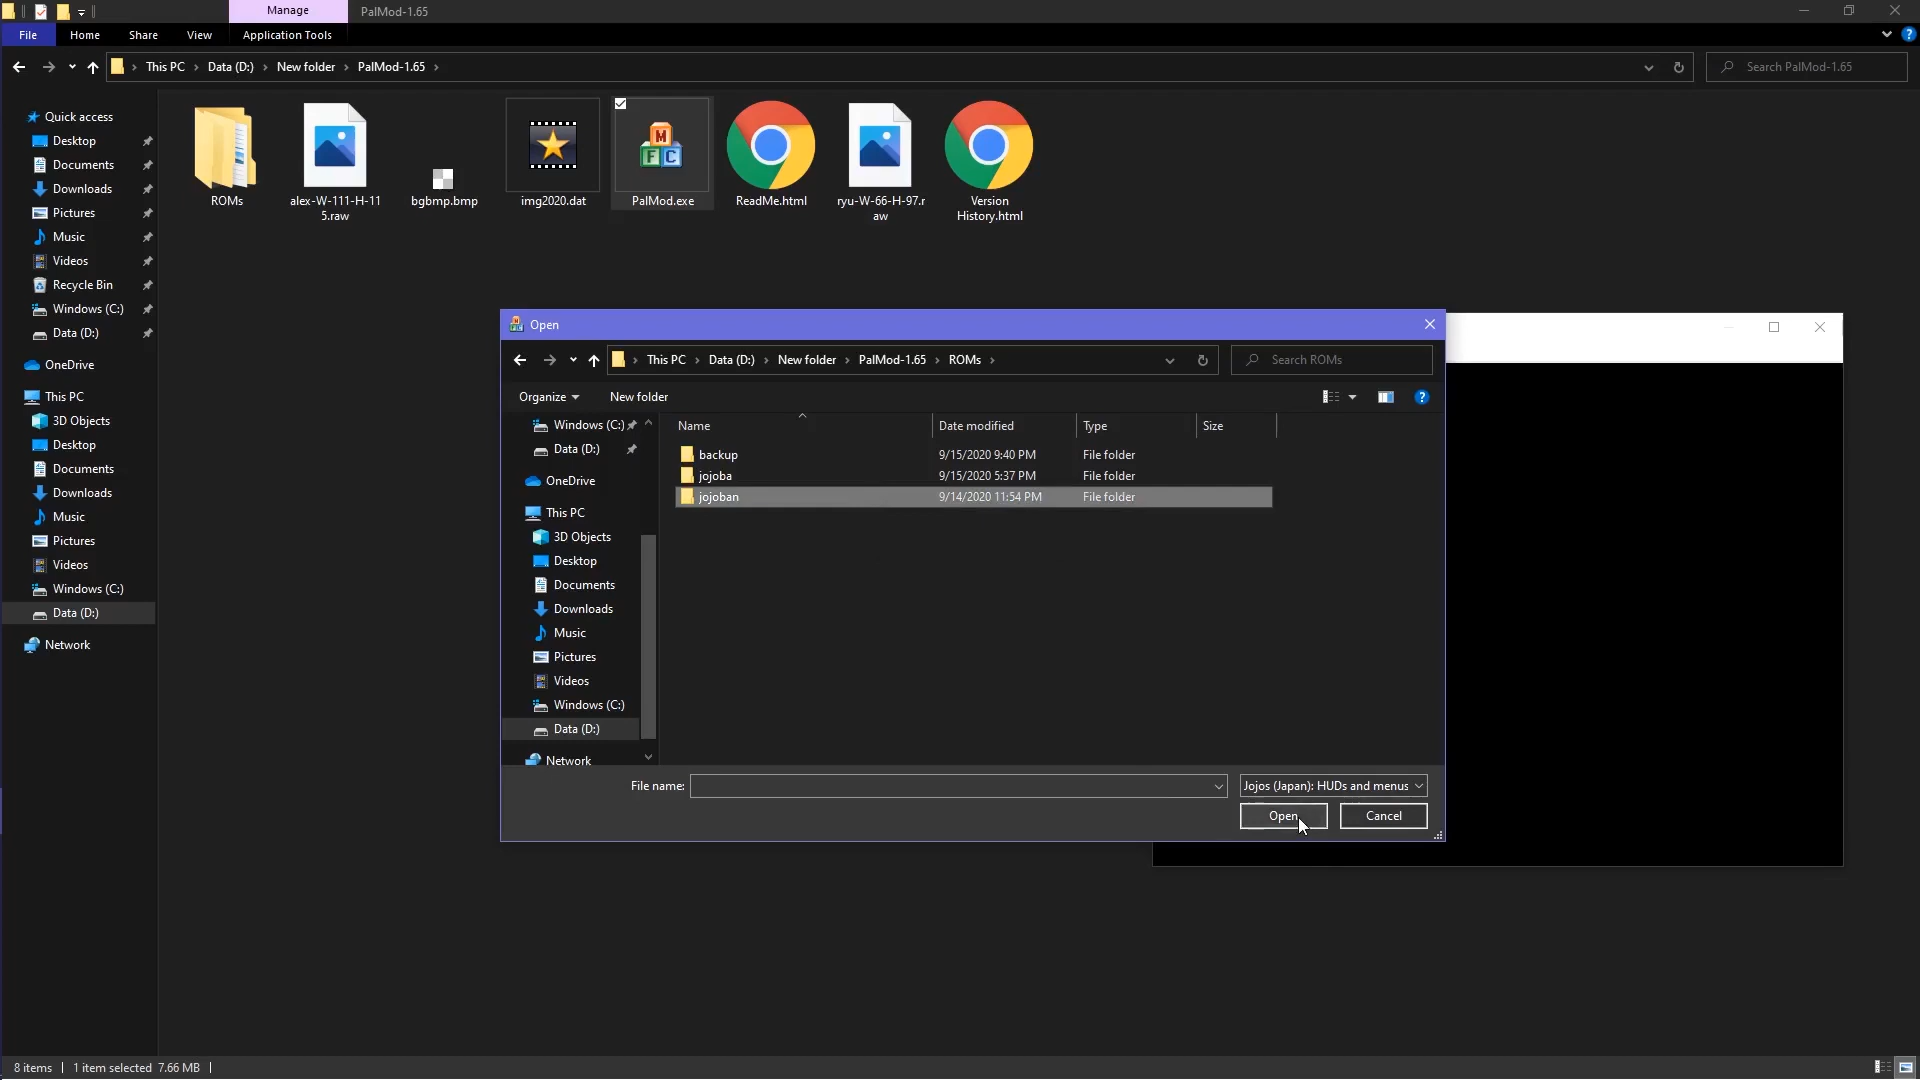 Manage
PalMod-1.65
File
Home
Share
View
Application Tools
This PC
Data (D:)
New folder
PalMod-1.65
Search PalMod-1.65
Quick access
Desktop
Documents
Downloads
Pictures
Music
Videos
Recycle Bin
Windows (C:)
Data (D:)
OneDrive
This PC
3D Objects
Desktop
Documents
Downloads
Music
Pictures
Videos
Windows (C:)
Data (D:)
Network
ROMs
alex-W-111-H-11
5.raw
bgbmp.bmp
img2020.dat
M
F C
PalMod.exe
ReadMe.html
ryu-W-66-H-97.r
aw
Version
History.html
Open
This PC
Data (D:)
New folder
PalMod-1.65
ROMs
Search ROMs
Organize
New folder
Windows (C:)
Data (D:)
OneDrive
This PC
3D Objects
Desktop
Documents
Downloads
Music
Pictures
Videos
Windows (C:)
Data (D:)
Network
Name Date modified Type Size
backup 9/15/2020 9:40 PM File folder
jojoba 9/15/2020 5:37 PM File folder
jojoban 9/14/2020 11:54 PM File folder
File name:
Jojos (Japan): HUDs and menus
Open
Cancel
8 items
1 item selected 7.66 MB